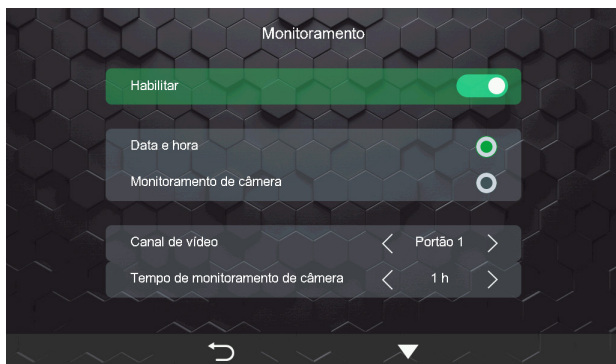 Monitoramento
Habilitar
Data e hora
Monitoramento de câmera
Canal de vídeo Portão 1
Tempo de monitoramento de câmera 1 h